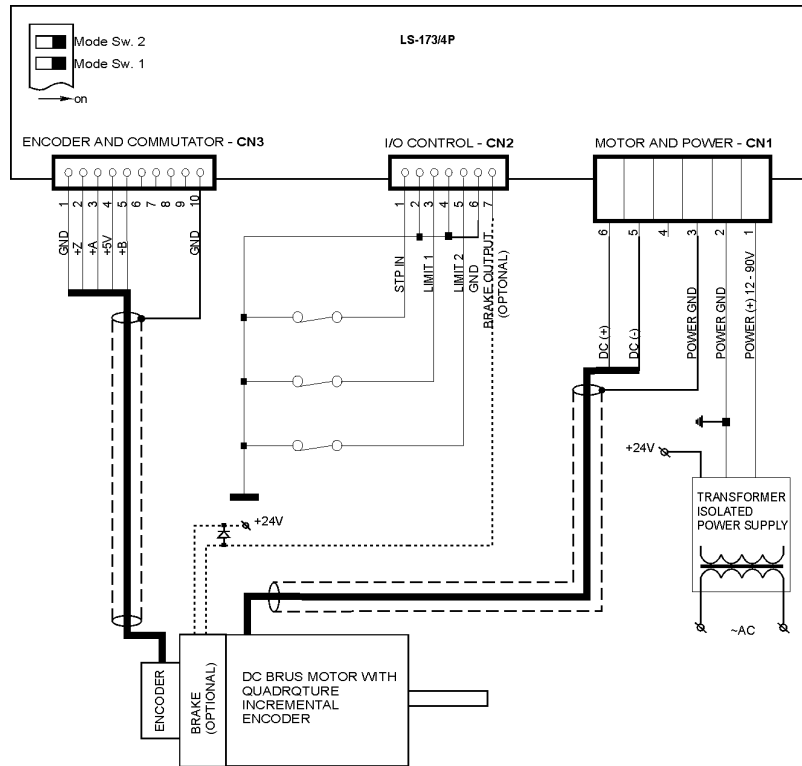 LS-173/4P
Mode Sw. 2
Mode Sw. 1
on
ENCODER AND COMMUTATOR - CN3
I/O CONTROL - CN2
MOTOR AND POWER - CN1
1 2 3 4 5 6 7 8 9 10
GND
+Z
+A
+5V
+B
GND
1 2 3 4 5 6 7
STP IN
LIMIT 1
LIMIT 2
GND
BRAKE OUTPUT
(OPTIONAL)
6 5 4 3 2 1
DC (+)
DC (-)
POWER GND
POWER GND
POWER (+) 12 - 90V
+24V
TRANSFORMER
ISOLATED
POWER SUPPLY
~AC
+24V
ENCODER
BRAKE
(OPTIONAL)
DC BRUS MOTOR WITH
QUADRQTURE
INCREMENTAL
ENCODER